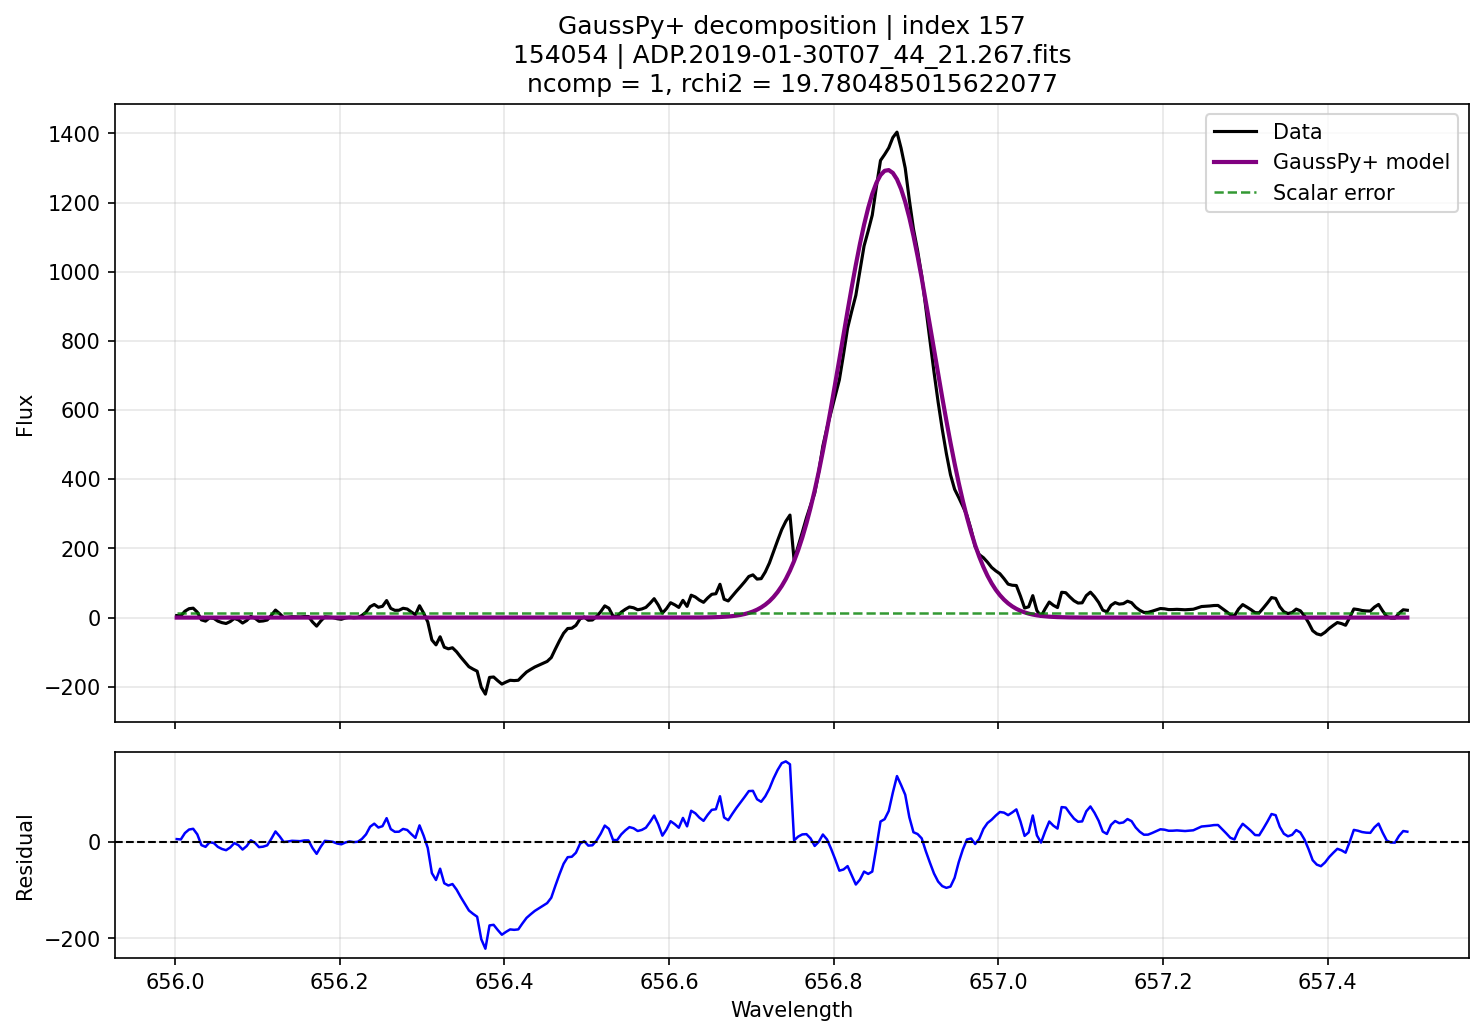 GaussPy+ decomposition | index 157
154054 | ADP.2019-01-30T07_44_21.267.fits
ncomp = 1, rchi2 = 19.780485015622077
Data
GaussPy+ model
Scalar error
Flux
1400
1200
1000
800
600
400
200
0
−200
Residual
0
−200
656.0 656.2 656.4 656.6 656.8 657.0 657.2 657.4
Wavelength